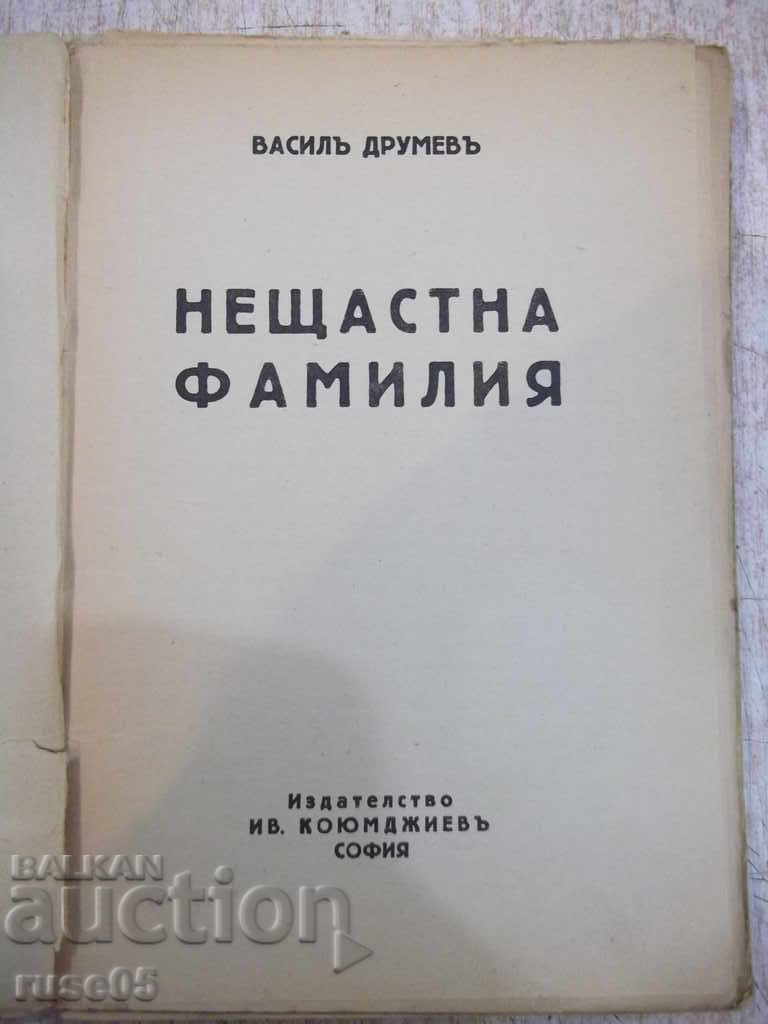 ВАСИЛЪ ДРУМЕВЪ
НЕЩАСТНА
ФАМИЛИЯ
Издателство
ИВ. КОЮМДЖИЕВЪ
СОФИЯ
BALKAN
auction
ruse05